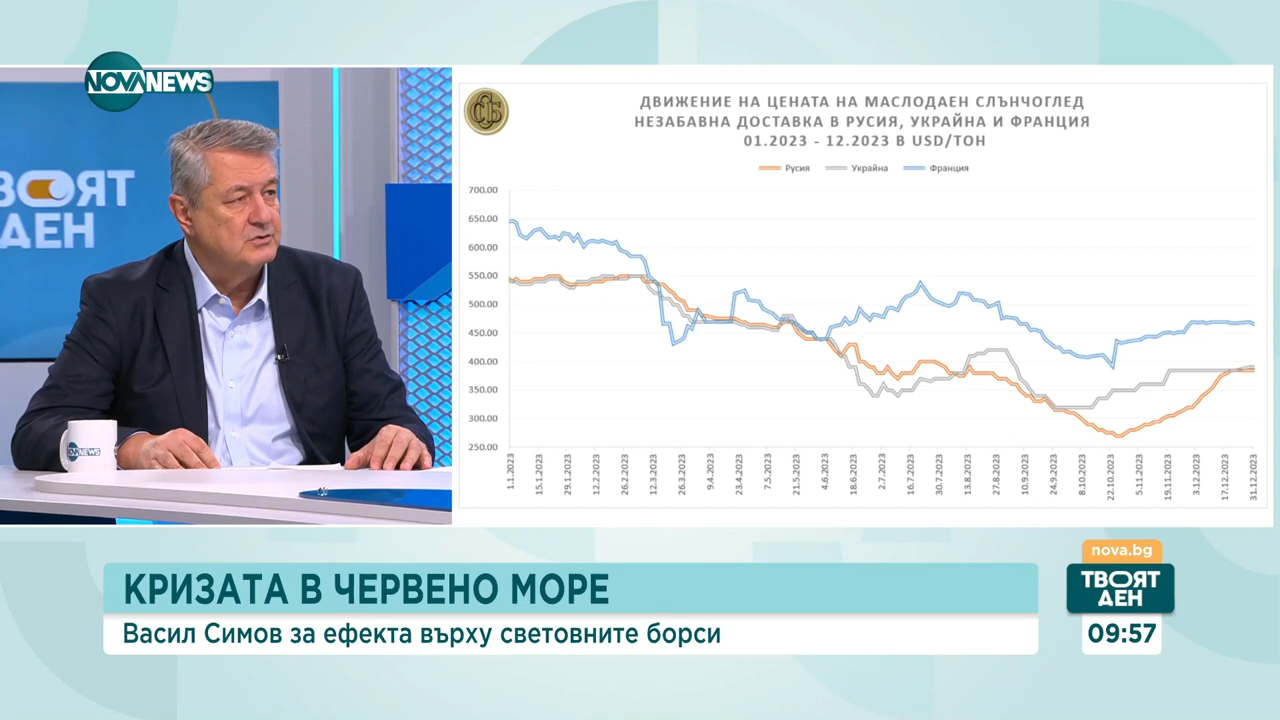 NOVANEWS
ТВОЯТ
ДЕН
NOVANEWS
ДВИЖЕНИЕ НА ЦЕНАТА НА МАСЛОДАЕН СЛЪНЧОГЛЕД
НЕЗАБАВНА ДОСТАВКА В РУСИЯ, УКРАЙНА И ФРАНЦИЯ
01.2023 - 12.2023 В USD/ТОН
Русия Украйна Франция
700.00
650.00
600.00
550.00
500.00
450.00
400.00
350.00
300.00
250.00
1.1.2023
15.1.2023
29.1.2023
12.2.2023
26.2.2023
12.3.2023
26.3.2023
9.4.2023
23.4.2023
7.5.2023
21.5.2023
4.6.2023
18.6.2023
2.7.2023
16.7.2023
30.7.2023
13.8.2023
27.8.2023
10.9.2023
24.9.2023
8.10.2023
22.10.2023
5.11.2023
19.11.2023
3.12.2023
17.12.2023
31.12.2023
КРИЗАТА В ЧЕРВЕНО МОРЕ
Васил Симов за ефекта върху световните борси
nova.bg
ТВОЯТ
ДЕН
09:57